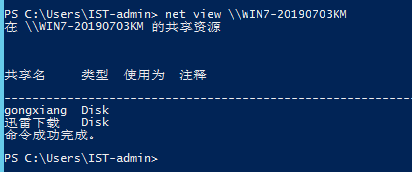 PS C:\Users\IST-admin> net view \\WIN7-20190703KM
在 \\WIN7-20190703KM 的共享资源
共享名 类型 使用为 注释
-------------------------------------------------------------------------------
gongxiang Disk
迅雷下载 Disk
命令成功完成。
PS C:\Users\IST-admin>